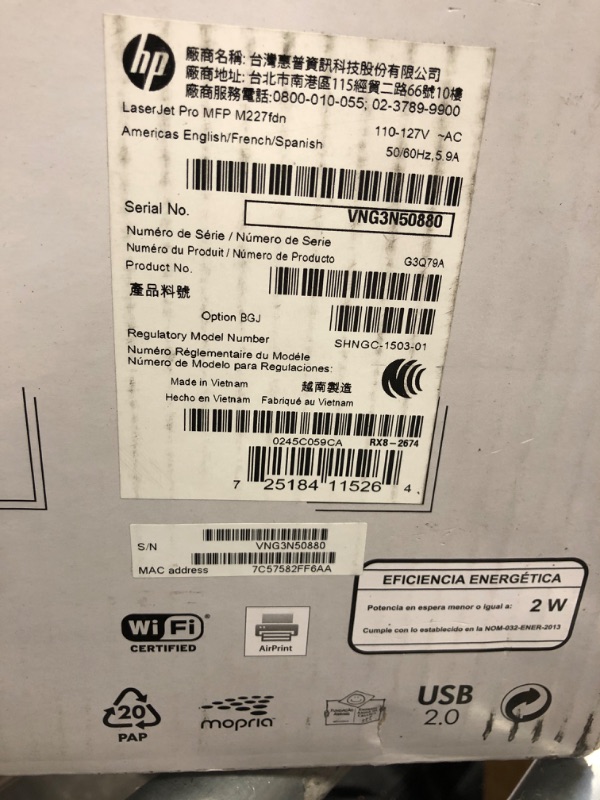 hp
廠商名稱: 台灣惠普資訊科技股份有限公司
廠商地址: 台北市南港區115經貿二路66號10樓
廠商服務電話:0800-010-055; 02-3789-9900
LaserJet Pro MFP M227fdn
110-127V ~AC
Americas English/French/Spanish
50/60Hz, 5.9A
Serial No.
VNG3N50880
Numéro de Série / Número de Serie
Numéro du Produit / Número de Producto
G3Q79A
Product No.
產品料號
Option BGJ
Regulatory Model Number
SHNGC-1503-01
Numéro Réglementaire du Modéle
Número de Modelo para Regulaciones:
Made in Vietnam
越南製造
Hecho en Vietnam Fabriqué au Vietnam
0245C059CA
RX8-2674
7 25184 11526 4
S/N
VNG3N50880
MAC address
7C57582FF6AA
EFICIENCIA ENERGÉTICA
Potencia en espera menor o igual a: 2 W
Cumple con lo establecido en la NOM-032-ENER-2013
Wi Fi
CERTIFIED
AirPrint
20
PAP
mopria
USB
2.0